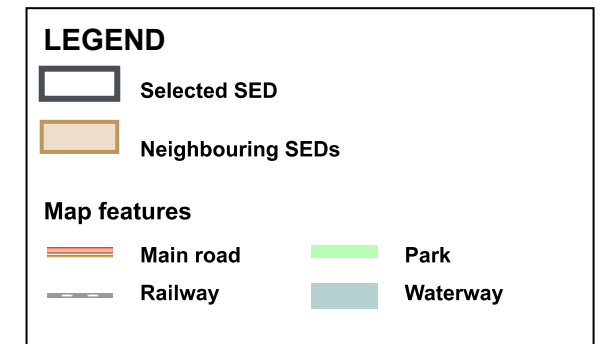 LEGEND
Selected SED
Neighbouring SEDs
Map features
Main road
Park
Railway
Waterway